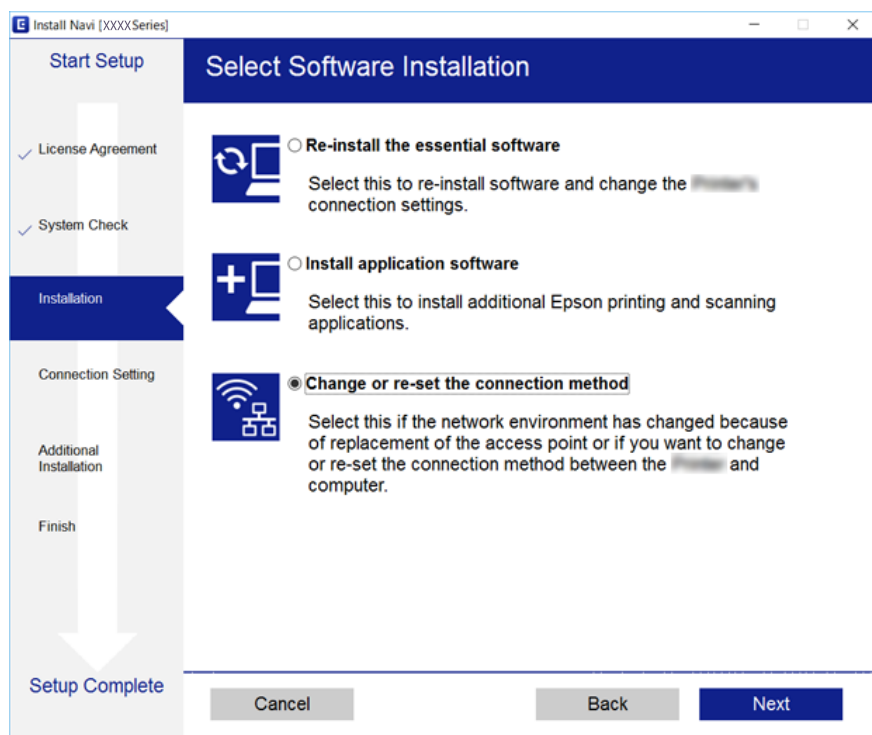 Install Navi [XXXXSeries]
Start Setup
License Agreement
System Check
Installation
Connection Setting
Additional
Installation
Finish
Setup Complete
Select Software Installation
Re-install the essential software
Select this to re-install software and change the
connection settings.
Install application software
Select this to install additional Epson printing and scanning
applications.
Change or re-set the connection method
Select this if the network environment has changed because
of replacement of the access point or if you want to change
or re-set the connection method between the and
computer.
Cancel
Back
Next